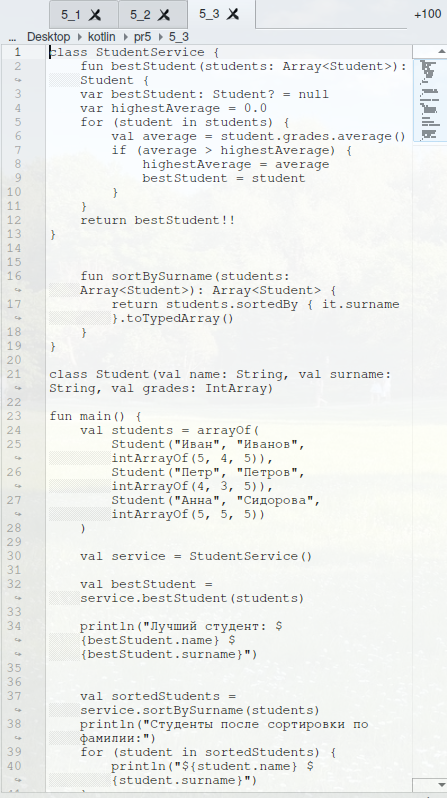 5_1 X 5_2 X 5_3 X +100
... Desktop > kotlin > pr5 > 5_3
1 class StudentService {
2 fun bestStudent(students: Array<Student>):
Student {
3 var bestStudent: Student? = null
4 var highestAverage = 0.0
5 for (student in students) {
6 val average = student.grades.average()
7 if (average > highestAverage) {
8 highestAverage = average
9 bestStudent = student
10 }
11 }
12 return bestStudent!!
13 }
14
15
16 fun sortBySurname(students:
Array<Student>): Array<Student> {
17 return students.sortedBy { it.surname
}.toTypedArray()
18 }
19 }
20
21 class Student(val name: String, val surname:
String, val grades: IntArray)
22
23 fun main() {
24 val students = arrayOf(
25 Student("Иван", "Иванов",
intArrayOf(5, 4, 5)),
26 Student("Петр", "Петров",
intArrayOf(4, 3, 5)),
27 Student("Анна", "Сидорова",
intArrayOf(5, 5, 5))
28 )
29
30 val service = StudentService()
31
32 val bestStudent =
service.bestStudent(students)
33
34 println("Лучший студент: $
{bestStudent.name} $
{bestStudent.surname}")
35
36
37 val sortedStudents =
service.sortBySurname(students)
38 println("Студенты после сортировки по
фамилии:")
39 for (student in sortedStudents) {
40 println("${student.name} $
{student.surname}")